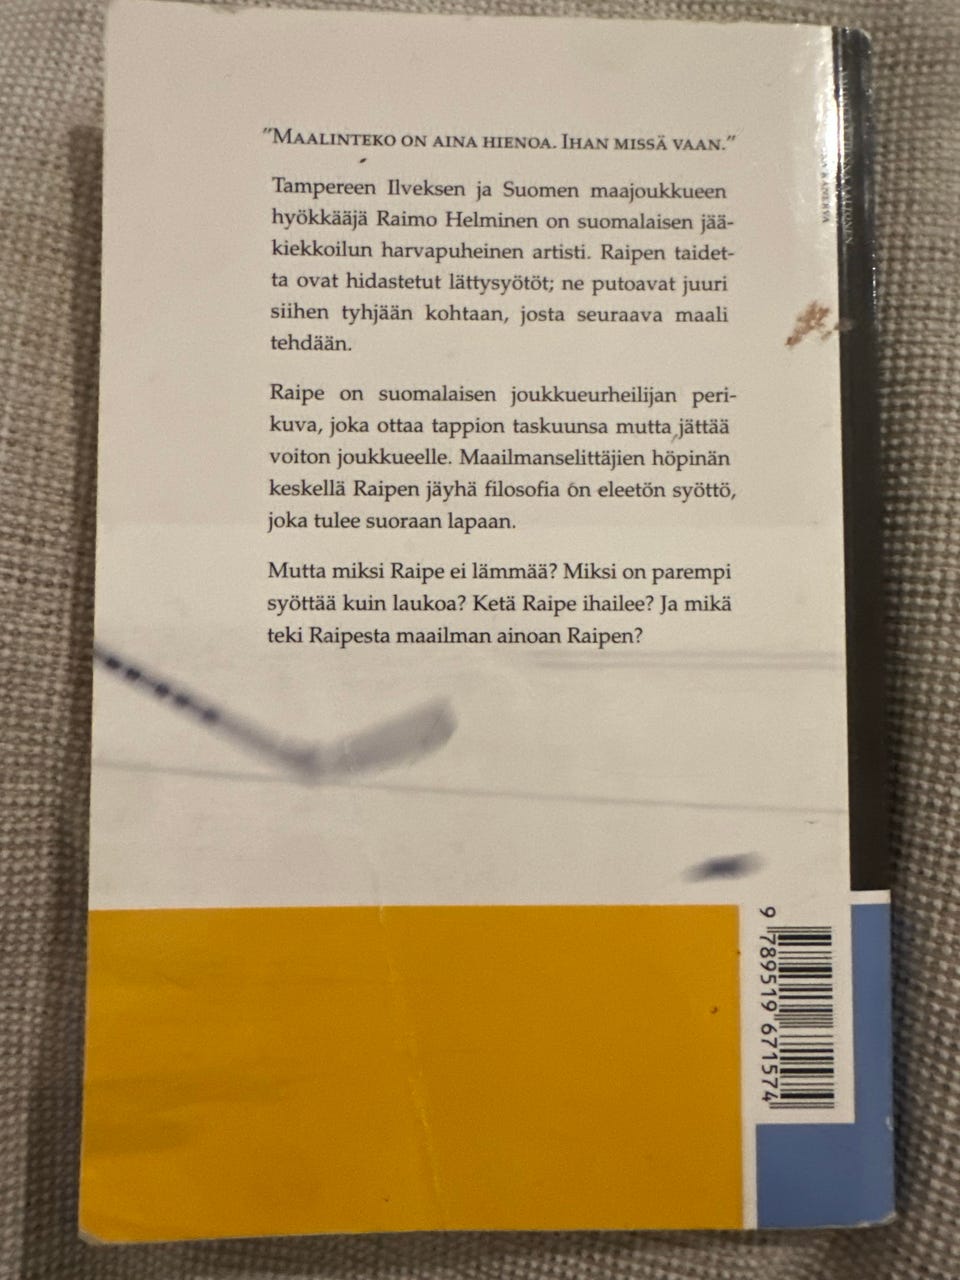 "Maalinteko on aina hienoa. Ihan missä vaan."
Tampereen Ilveksen ja Suomen maajoukkueen
hyökkääjä Raimo Helminen on suomalaisen jää-
kiekkoilun harvapuheinen artisti. Raipen taidet-
ta ovat hidastetut lättysyötöt; ne putoavat juuri
siihen tyhjään kohtaan, josta seuraava maali
tehdään.
Raipe on suomalaisen joukkueurheilijan peri-
kuva, joka ottaa tappion taskuunsa mutta jättää
voiton joukkueelle. Maailmanselittäjien höpinän
keskellä Raipen jäyhä filosofia on eleetön syöttö,
joka tulee suoraan lapaan.
Mutta miksi Raipe ei lämmää? Miksi on parempi
syöttää kuin laukoa? Ketä Raipe ihailee? Ja mikä
teki Raipesta maailman ainoan Raipen?
9 789519 671574